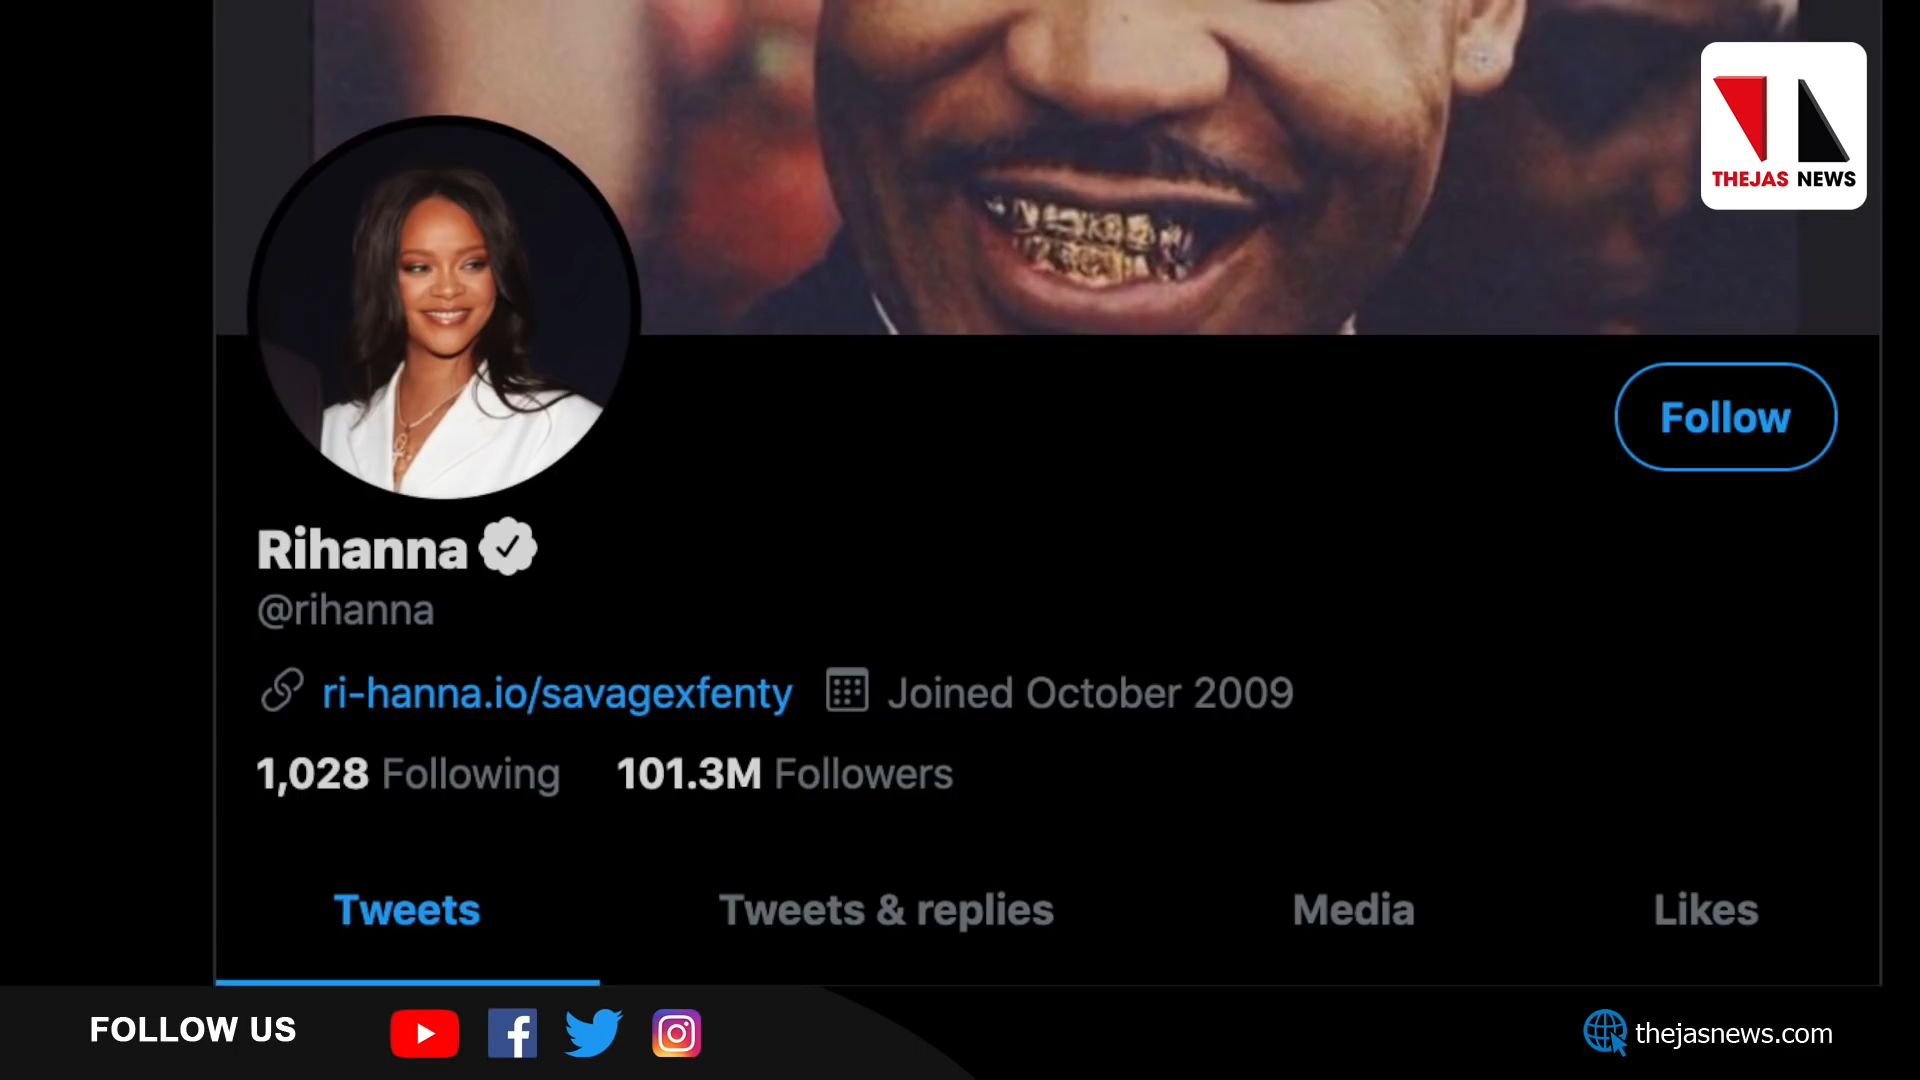 THEJAS NEWS
Follow
Rihanna
@rihanna
ri-hanna.io/savagexfenty Joined October 2009
1,028 Following 101.3M Followers
Tweets Tweets & replies Media Likes
FOLLOW US
thejasnews.com